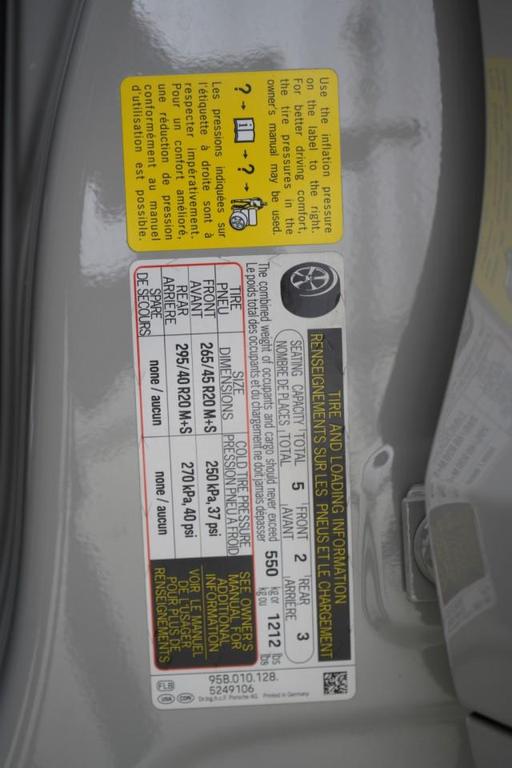 Use the inflation pressure
on the label to the right.
For better driving comfort,
the tire pressures in the
owner's manual may be used.
? i ?
Les pressions indiquées sur
l'étiquette à droite sont à
respecter impérativement.
Pour un confort amélioré,
une réduction de pression
conformément au manuel
d'utilisation est possible.
TIRE AND LOADING INFORMATION
RENSEIGNEMENTS SUR LES PNEUS ET LE CHARGEMENT
SEATING CAPACITY TOTAL 5 FRONT 2 REAR 3
NOMBRE DE PLACES TOTAL AVANT ARRIÈRE
The combined weight of occupants and cargo should never exceed 550 kg or 1212 lbs
Le poids total des occupants et du chargement ne doit jamais dépasser kg ou lbs
TIRE SIZE COLD TIRE PRESSURE
PNEU DIMENSIONS PRESSION PNEU À FROID
FRONT 265/45 R20 M+S 250 kPa, 37 psi
AVANT
REAR 295/40 R20 M+S 270 kPa, 40 psi
ARRIÈRE
SPARE none / aucun none / aucun
DE SECOURS
SEE OWNER'S
MANUAL FOR
ADDITIONAL
INFORMATION
VOIR LE MANUEL
DE L'USAGER
POUR PLUS DE
RENSEIGNEMENTS
95B.010.128.
5249106
Dr.Ing.h.c.F. Porsche AG Printed in Germany
FLB
USA CDN